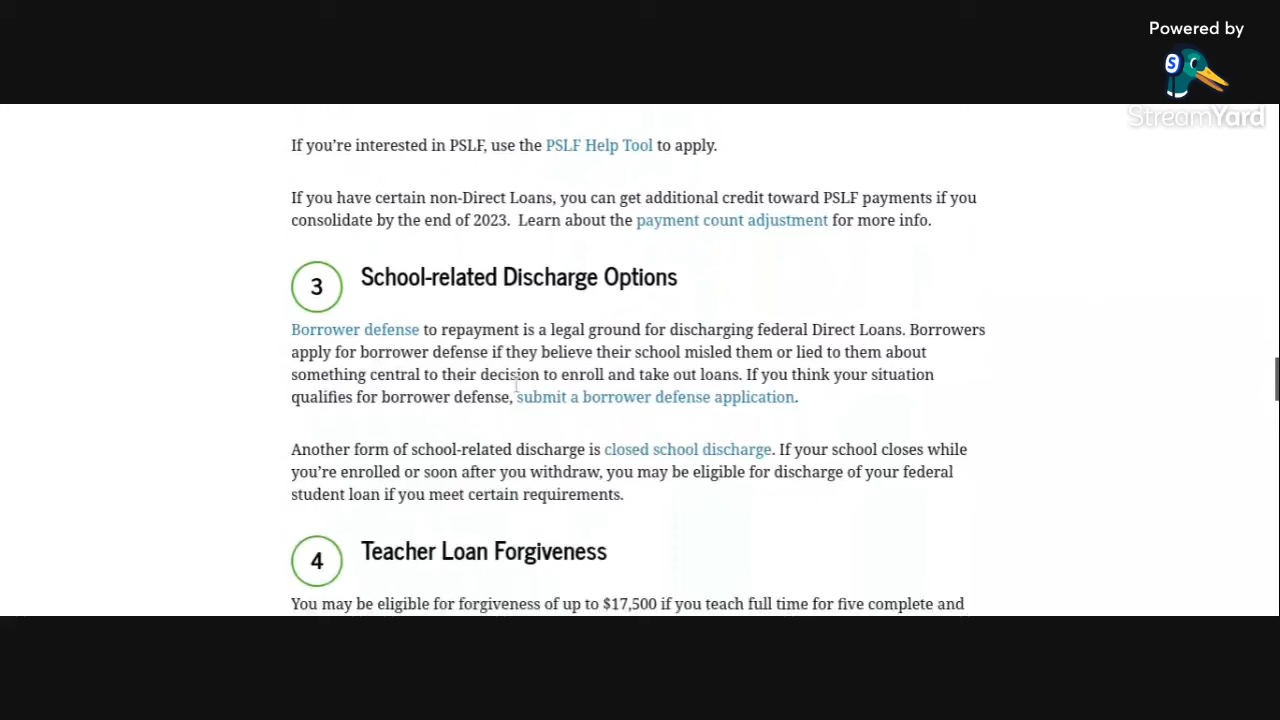 Powered by
S
StreamYard
If you’re interested in PSLF, use the PSLF Help Tool to apply.
If you have certain non-Direct Loans, you can get additional credit toward PSLF payments if you
consolidate by the end of 2023.  Learn about the payment count adjustment for more info.
3
School-related Discharge Options
Borrower defense to repayment is a legal ground for discharging federal Direct Loans. Borrowers
apply for borrower defense if they believe their school misled them or lied to them about
something central to their decision to enroll and take out loans. If you think your situation
qualifies for borrower defense, submit a borrower defense application.
Another form of school-related discharge is closed school discharge. If your school closes while
you’re enrolled or soon after you withdraw, you may be eligible for discharge of your federal
student loan if you meet certain requirements.
4
Teacher Loan Forgiveness
You may be eligible for forgiveness of up to $17,500 if you teach full time for five complete and